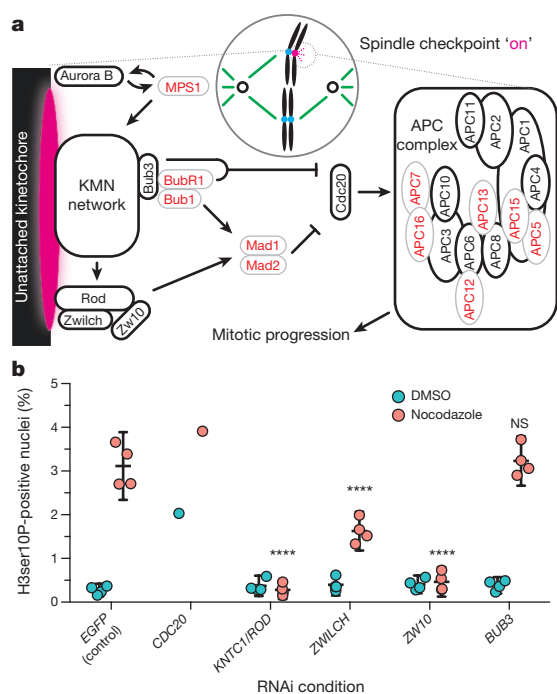 a
Spindle checkpoint ‘on’
Unattached kinetochore
Aurora B
MPS1
KMN
network
Bub3
BubR1
Bub1
Mad1
Mad2
Rod
Zwilch
Zw10
Cdc20
APC
complex
APC11
APC2
APC1
APC4
APC7
APC10
APC13
APC15
APC5
APC16
APC3
APC6
APC8
APC12
Mitotic progression
b
DMSO
Nocodazole
H3ser10P-positive nuclei (%)
5
4
3
2
1
0
****
****
****
NS
EGFP
(control)
CDC20
KNTC1/ROD
ZWILCH
ZW10
BUB3
RNAi condition